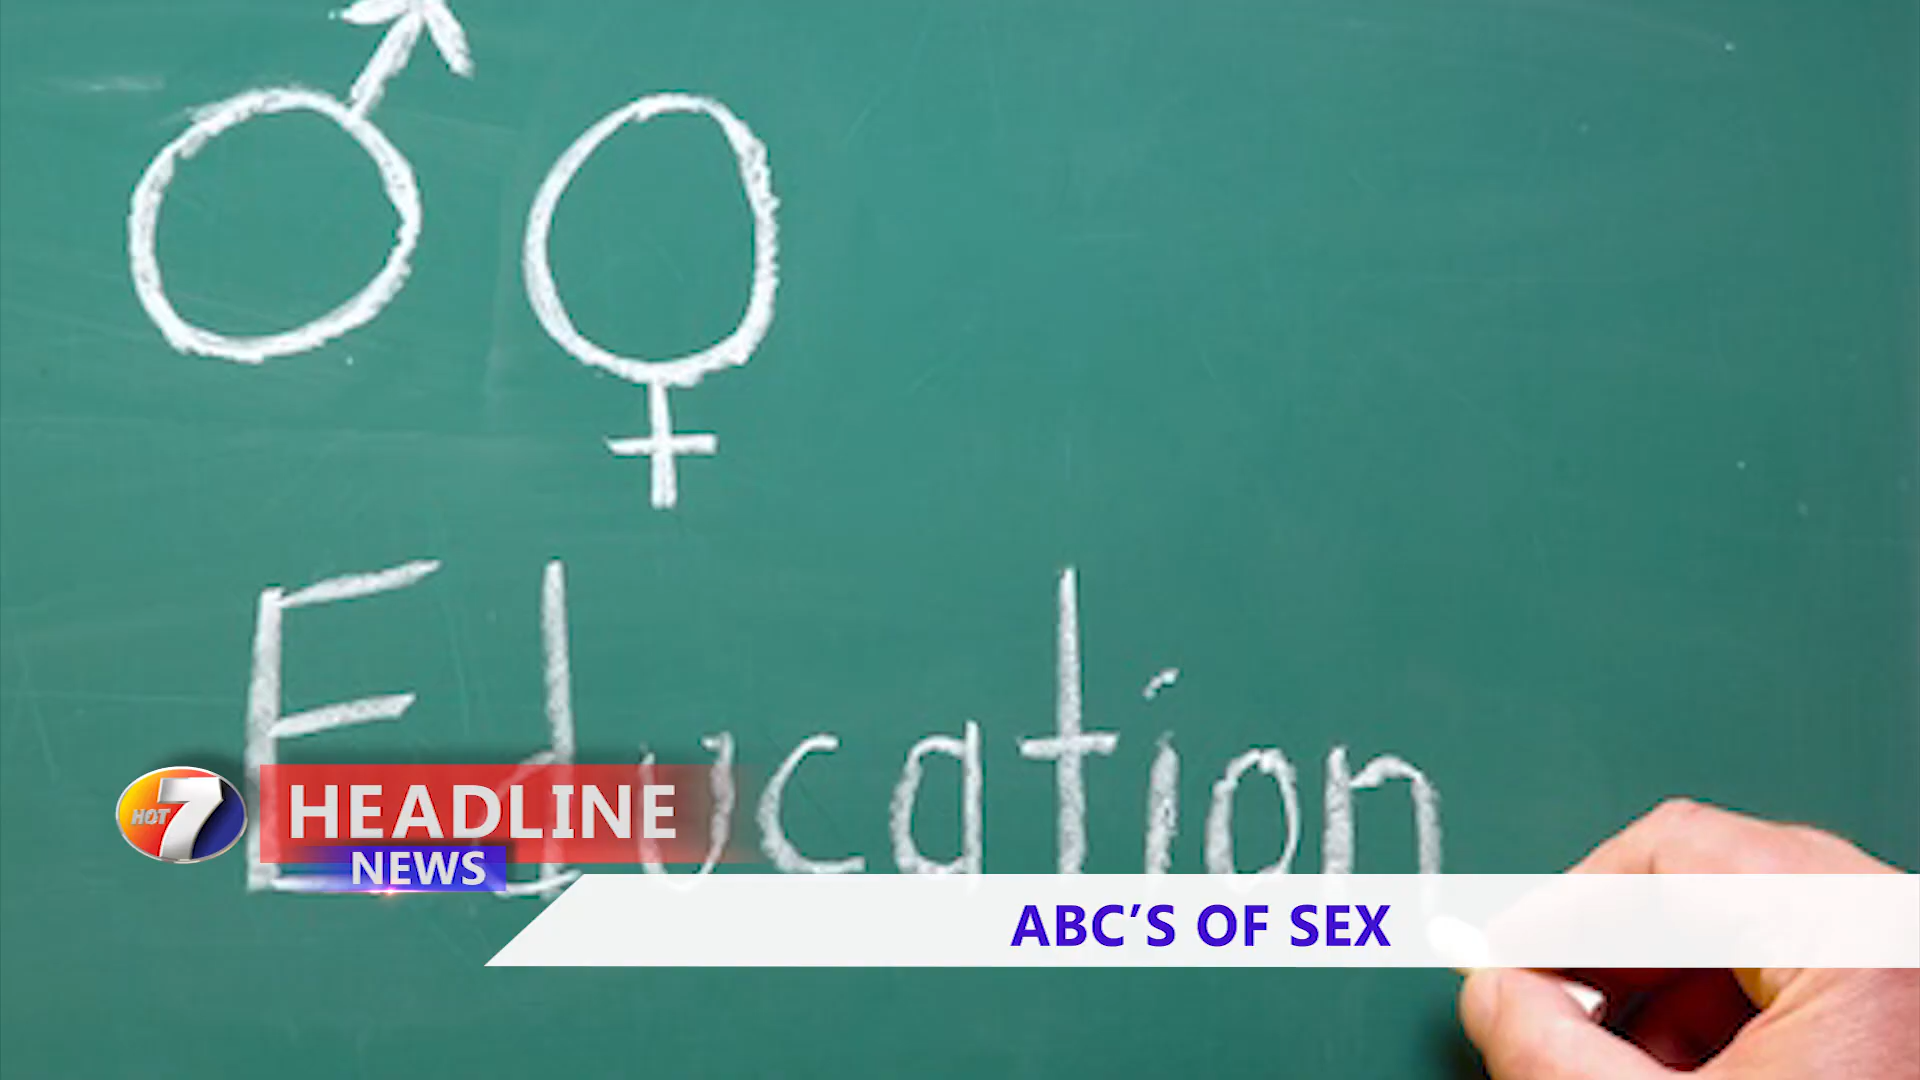 Education
HOT 7
HEADLINE
NEWS
ABC'S OF SEX